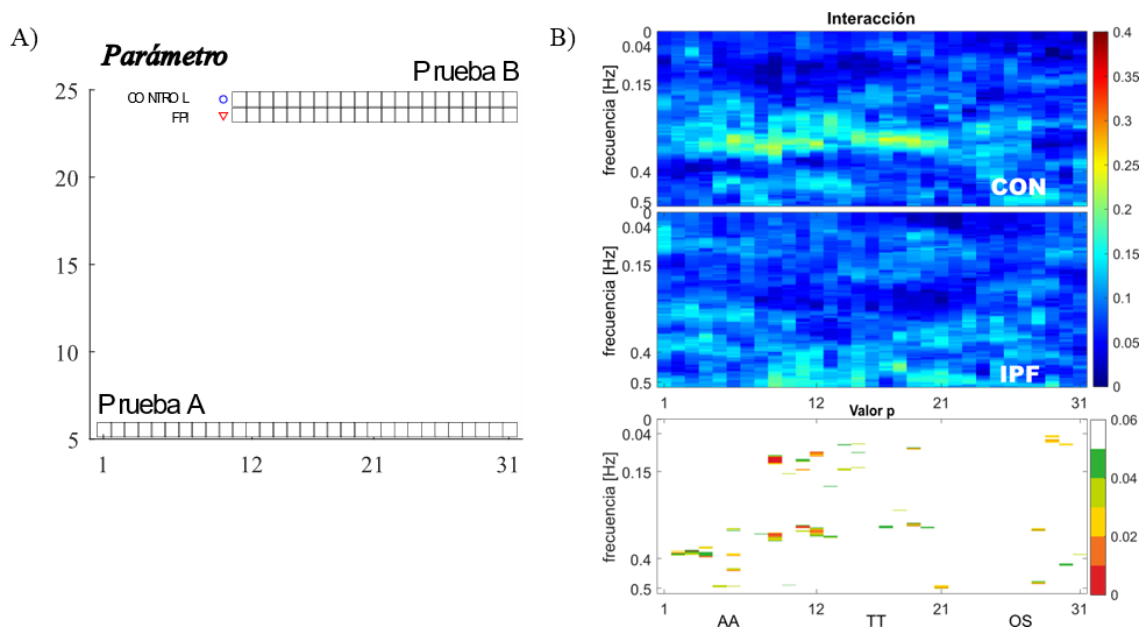 A)
Parámetro
Prueba B
CONTROL
FPI
25
20
15
10
5
Prueba A
1 12 21 31
B)
Interacción
frecuencia [Hz]
0
0.04
0.15
0.4
0.5
CON
frecuencia [Hz]
0
0.04
0.15
0.4
0.5
IPF
1 12 21 31
0.4
0.35
0.3
0.25
0.2
0.15
0.1
0.05
0
Valor p
frecuencia [Hz]
0
0.04
0.15
0.4
0.5
1 12 21 31
AA TT OS
0.06
0.04
0.02
0